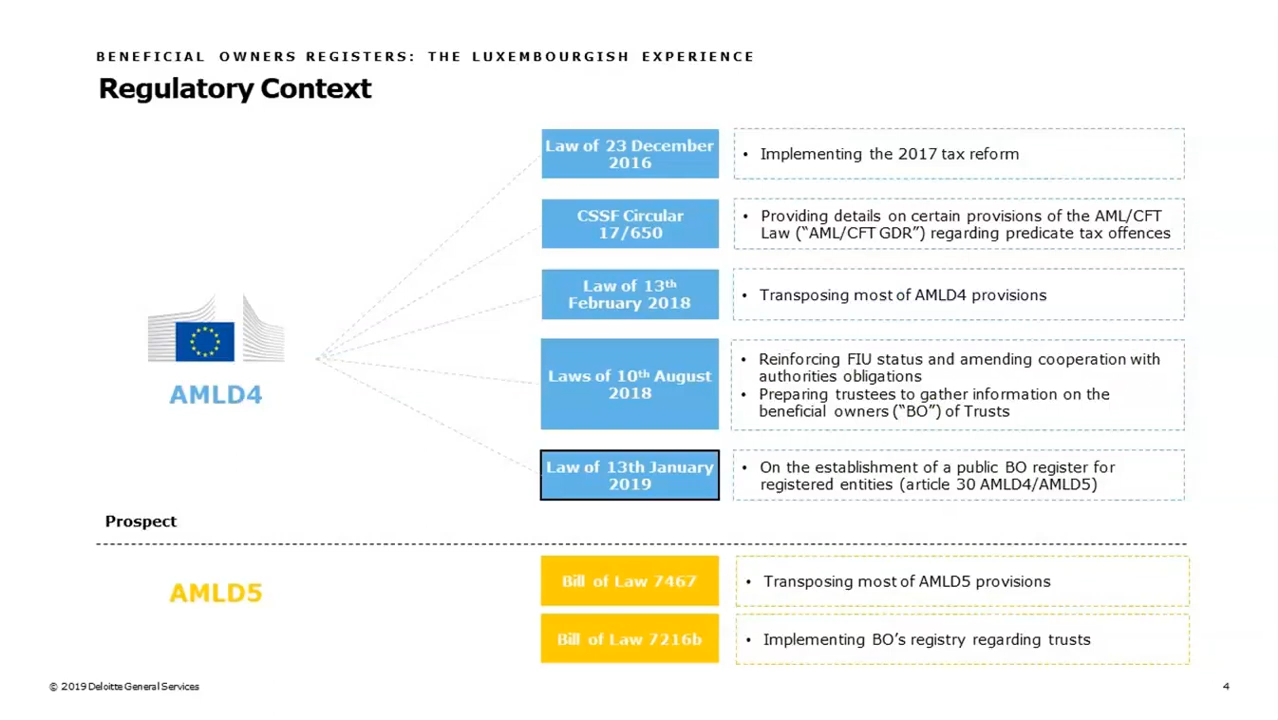 BENEFICIAL OWNERS REGISTERS: THE LUXEMBOURGISH EXPERIENCE
Regulatory Context
Law of 23 December
2016
• Implementing the 2017 tax reform
CSSF Circular
17/650
• Providing details on certain provisions of the AML/CFT
Law (“AML/CFT GDR”) regarding predicate tax offences
Law of 13th
February 2018
• Transposing most of AMLD4 provisions
AMLD4
Laws of 10th August
2018
• Reinforcing FIU status and amending cooperation with
authorities obligations
• Preparing trustees to gather information on the
beneficial owners (“BO”) of Trusts
Law of 13th January
2019
• On the establishment of a public BO register for
registered entities (article 30 AMLD4/AMLD5)
Prospect
AMLD5
Bill of Law 7467
• Transposing most of AMLD5 provisions
Bill of Law 7216b
• Implementing BO’s registry regarding trusts
© 2019 Deloitte General Services
4